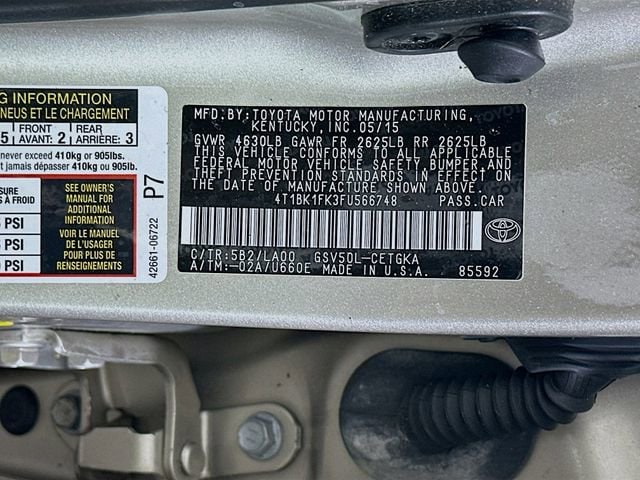 G INFORMATION
NEUS ET LE CHARGEMENT
5 FRONT AVANT: 2 REAR ARRIÈRE: 3
never exceed 410kg or 905lbs.
t jamais dépasser 410kg ou 905lb.
SURE
À FROID
PSI
PSI
PSI
SEE OWNER'S
MANUAL FOR
ADDITIONAL
INFORMATION
VOIR LE MANUEL
DE L'USAGER
POUR PLUS DE
RENSEIGNEMENTS
P7
42661-06722
MFD.BY:TOYOTA MOTOR MANUFACTURING,
KENTUCKY,INC.05/15
GVWR 4630LB GAWR FR 2625LB RR 2625LB
THIS VEHICLE CONFORMS TO ALL APPLICABLE
FEDERAL MOTOR VEHICLE SAFETY, BUMPER AND
THEFT PREVENTION STANDARDS IN EFFECT ON
THE DATE OF MANUFACTURE SHOWN ABOVE.
4T1BK1FK3FU566748 PASS.CAR
C/TR:5B2/LA00 GSV50L-CETGKA
A/TM:-02A/U660E MADE IN U.S.A. 85592